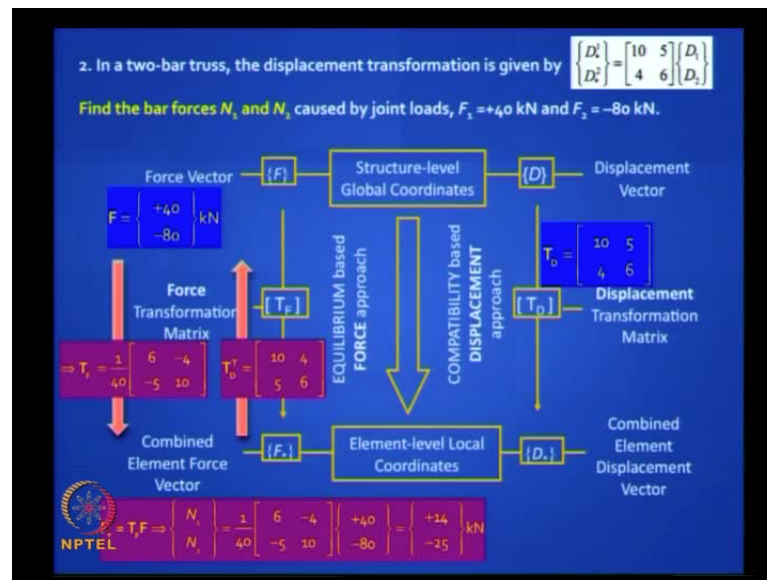 2. In a two-bar truss, the displacement transformation is given by {D*¹ D*²} = [10 5 4 6] {D₁ D₂}
Find the bar forces N₁ and N₂ caused by joint loads, F₁ =+40 kN and F₂ = –80 kN.
Force Vector {F} Structure-level Global Coordinates {D} Displacement Vector
F = {+40 –80} kN
T_D = [10 5 4 6]
Force Transformation Matrix [T_F]
EQUILIBRIUM based FORCE approach
COMPATIBILITY based DISPLACEMENT approach
[T_D] Displacement Transformation Matrix
⇒ T_F = 1/40 [6 –4 –5 10]
T_D^T = [10 4 5 6]
Combined Element Force Vector {F*} Element-level Local Coordinates {D*} Combined Element Displacement Vector
= T_F F ⇒ {N₁ N₂} = 1/40 [6 –4 –5 10] {+40 –80} = {+14 –25} kN
NPTEL